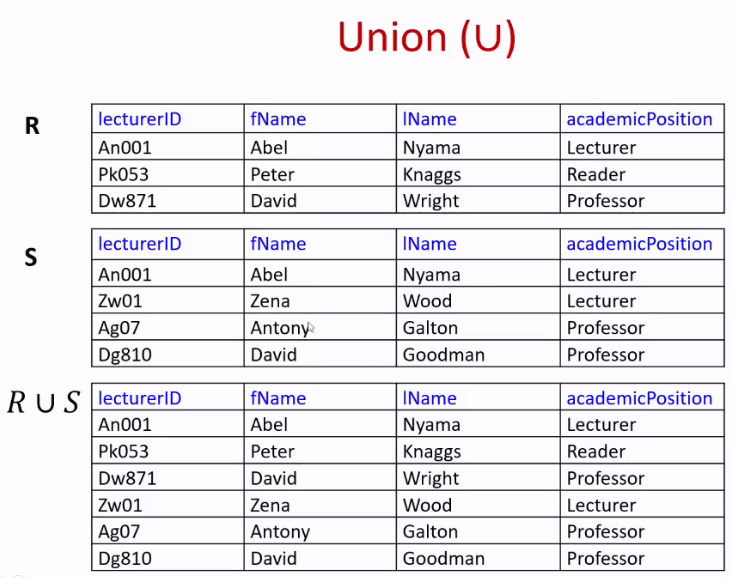 Union (∪)
R
lecturerID fName lName academicPosition
An001 Abel Nyama Lecturer
Pk053 Peter Knaggs Reader
Dw871 David Wright Professor
S
lecturerID fName lName academicPosition
An001 Abel Nyama Lecturer
Zw01 Zena Wood Lecturer
Ag07 Antony Galton Professor
Dg810 David Goodman Professor
R ∪ S
lecturerID fName lName academicPosition
An001 Abel Nyama Lecturer
Pk053 Peter Knaggs Reader
Dw871 David Wright Professor
Zw01 Zena Wood Lecturer
Ag07 Antony Galton Professor
Dg810 David Goodman Professor